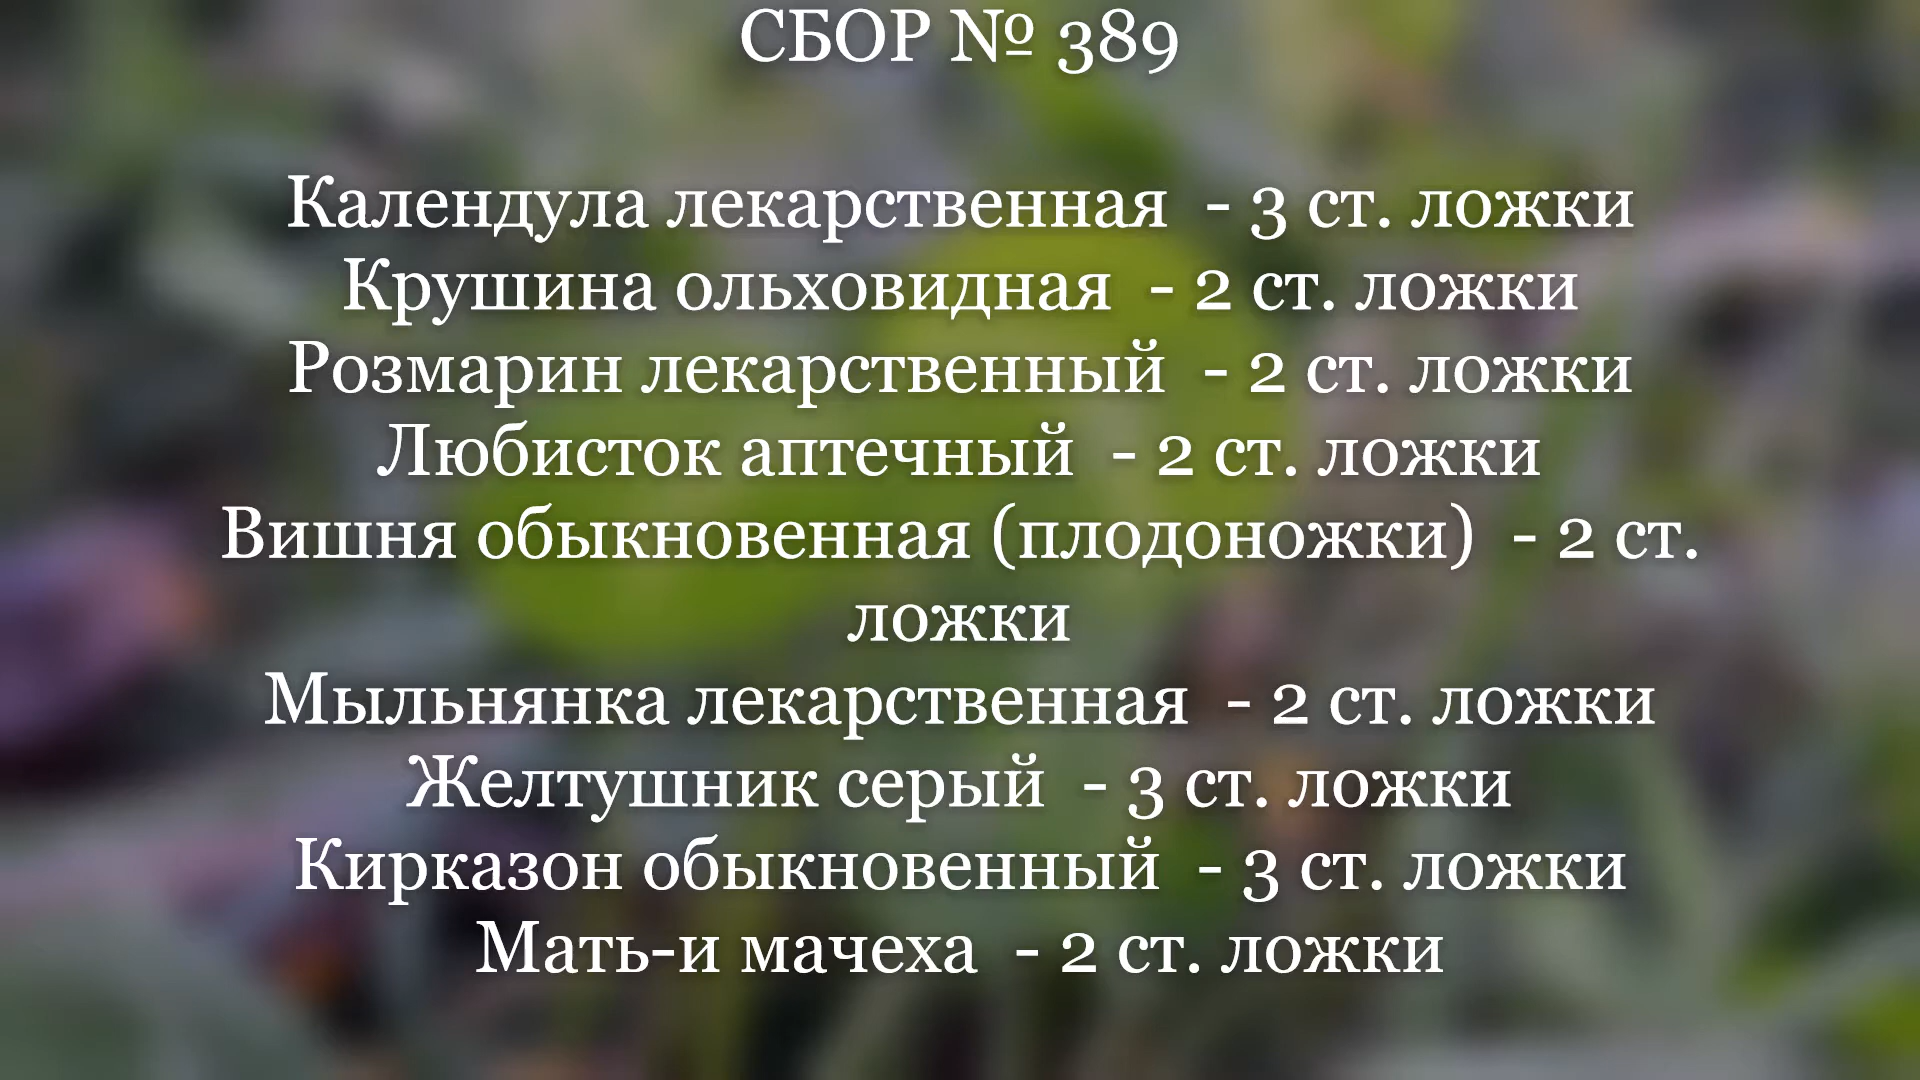 СБОР № 389
Календула лекарственная - 3 ст. ложки
Крушина ольховидная - 2 ст. ложки
Розмарин лекарственный - 2 ст. ложки
Любисток аптечный - 2 ст. ложки
Вишня обыкновенная (плодоножки) - 2 ст.
ложки
Мыльнянка лекарственная - 2 ст. ложки
Желтушник серый - 3 ст. ложки
Кирказон обыкновенный - 3 ст. ложки
Мать-и мачеха - 2 ст. ложки